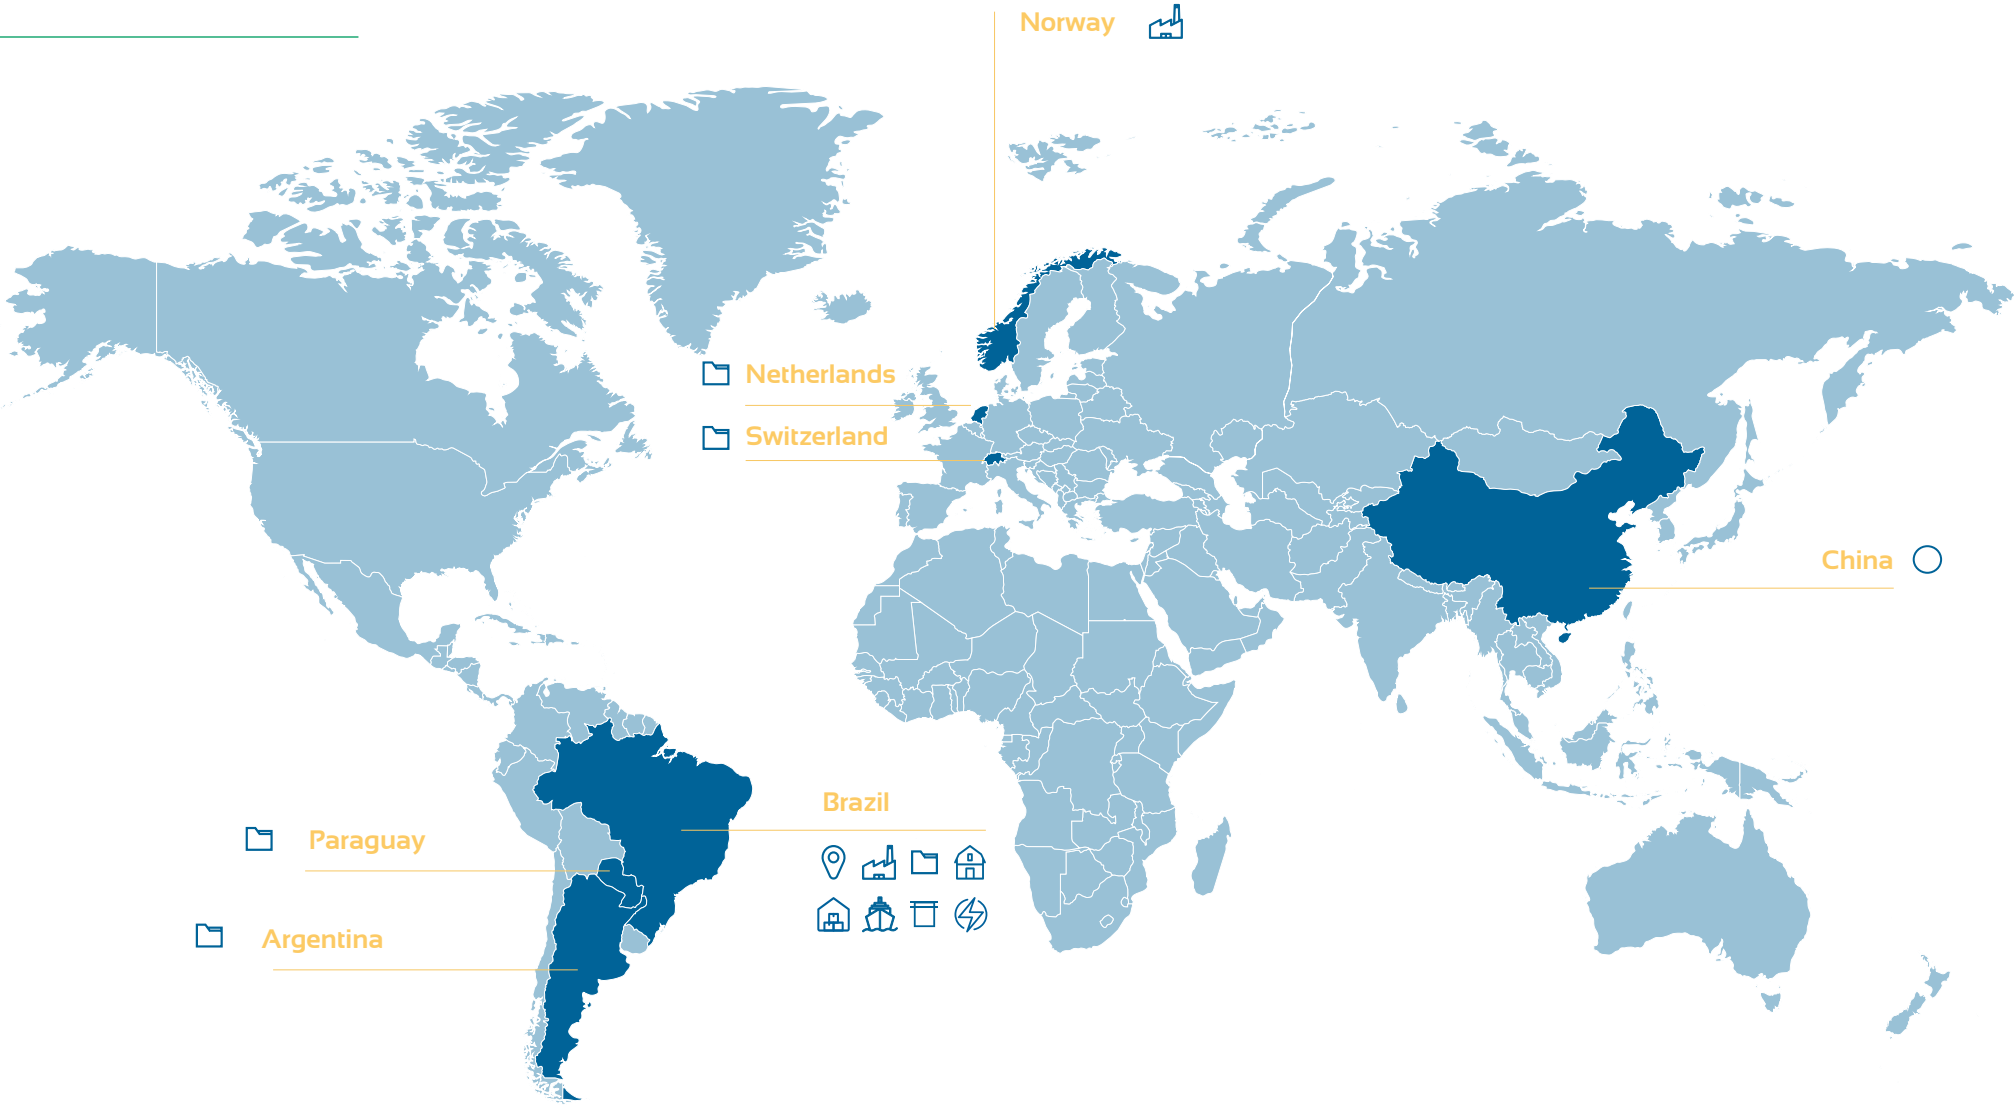 Norway
Netherlands
Switzerland
China
Brazil
Paraguay
Argentina